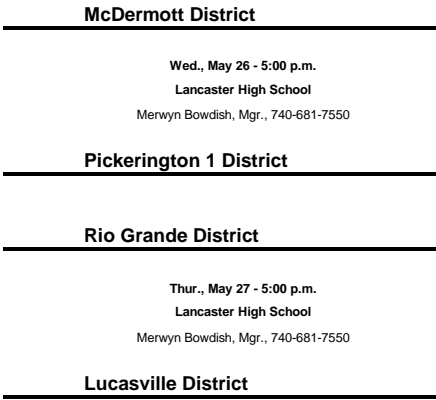 McDermott District
Wed., May 26 - 5:00 p.m.
Lancaster High School
Merwyn Bowdish, Mgr., 740-681-7550
Pickerington 1 District
Rio Grande District
Thur., May 27 - 5:00 p.m.
Lancaster High School
Merwyn Bowdish, Mgr., 740-681-7550
Lucasville District